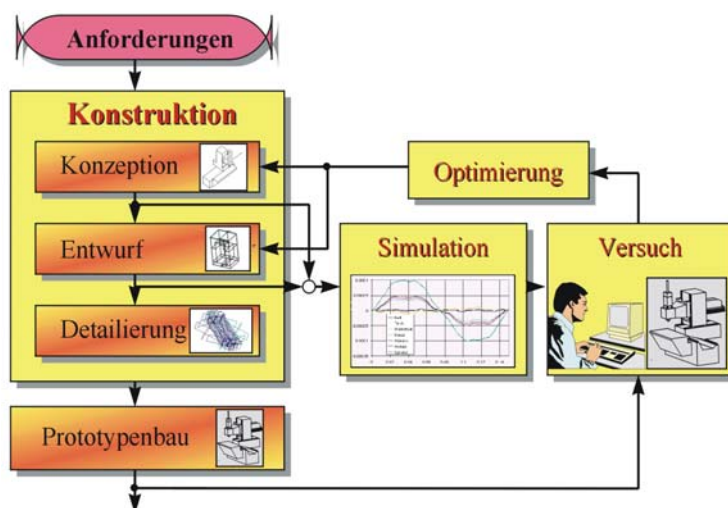 Anforderungen
Konstruktion
Konzeption
Entwurf
Detailierung
Prototypenbau
Optimierung
Simulation
Versuch